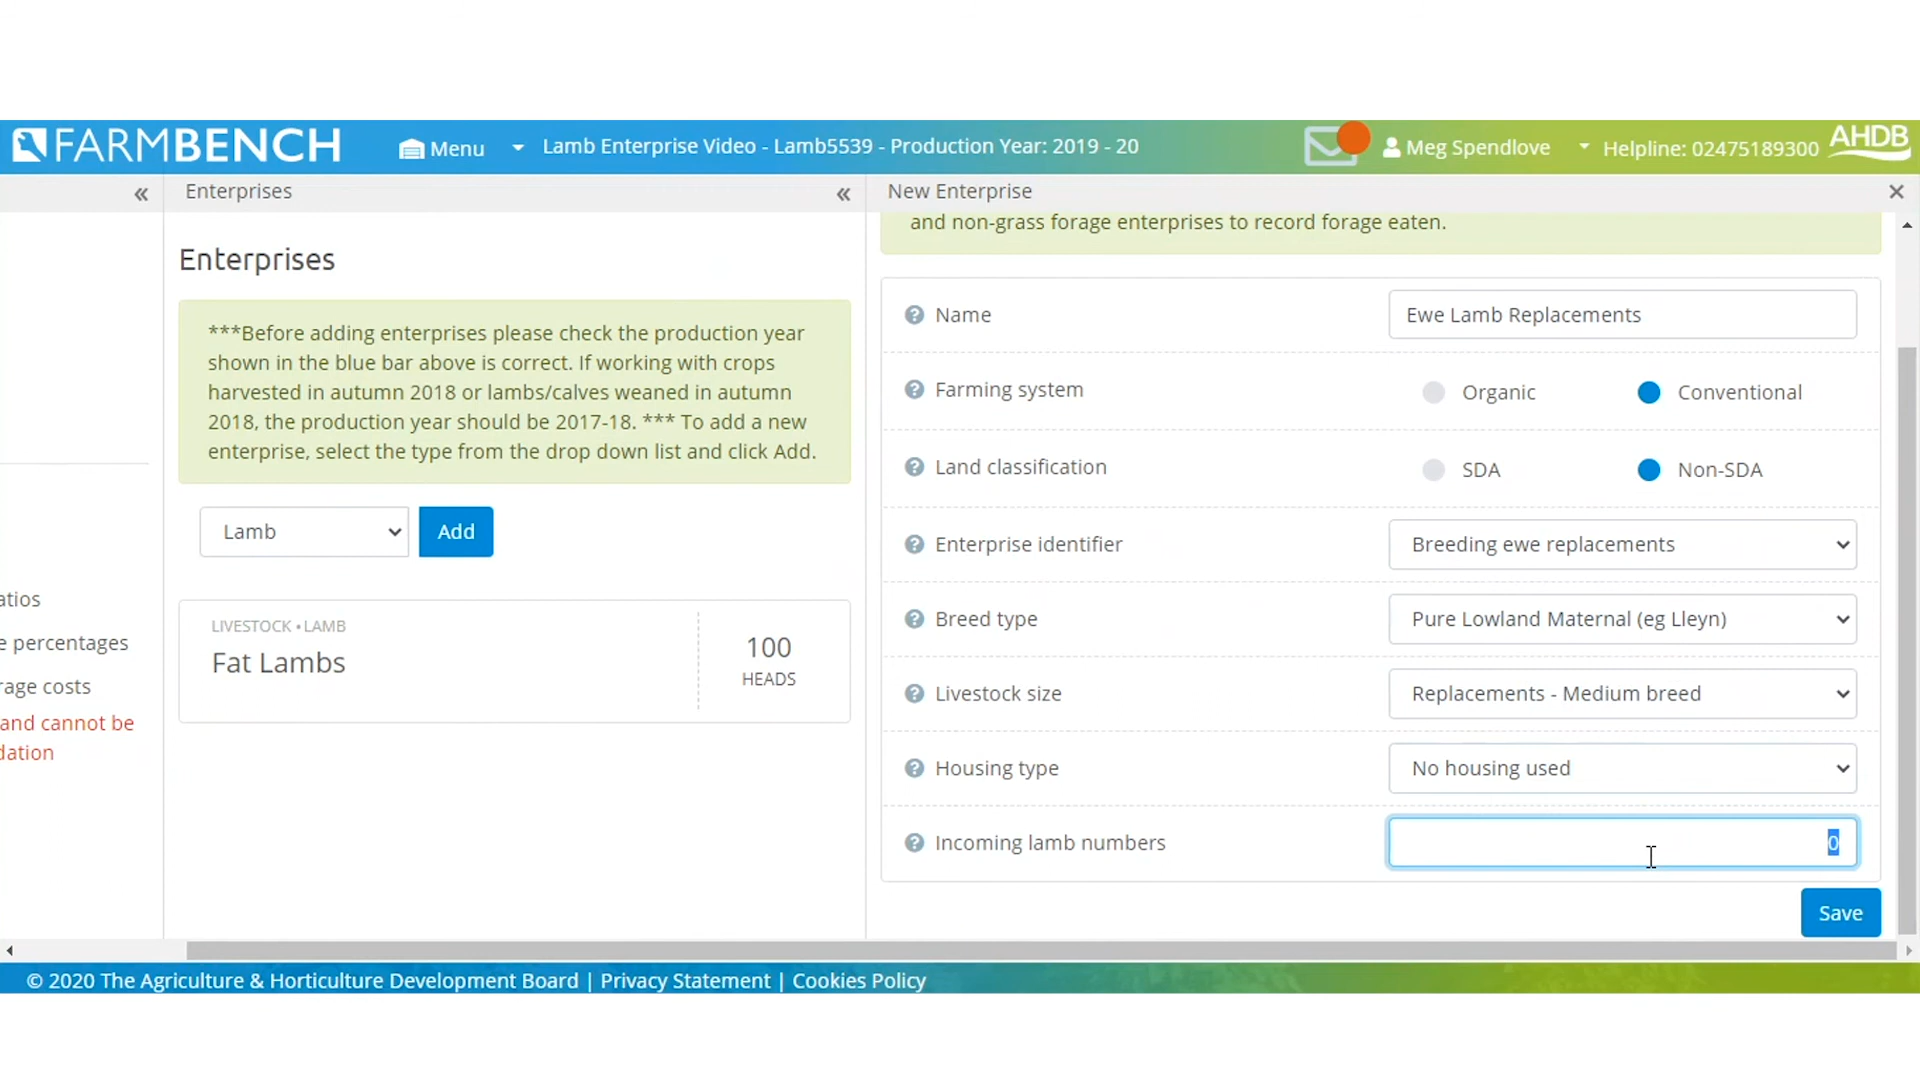 FARMBENCH
Menu
Lamb Enterprise Video - Lamb5539 - Production Year: 2019 - 20
Meg Spendlove
Helpline: 02475189300
AHDB
Enterprises
New Enterprise
atios
e percentages
rage costs
and cannot be
dation
Enterprises
***Before adding enterprises please check the production year
shown in the blue bar above is correct. If working with crops
harvested in autumn 2018 or lambs/calves weaned in autumn
2018, the production year should be 2017-18. *** To add a new
enterprise, select the type from the drop down list and click Add.
Lamb
Add
LIVESTOCK • LAMB
Fat Lambs
100
HEADS
and non-grass forage enterprises to record forage eaten.
Name
Ewe Lamb Replacements
Farming system
Organic
Conventional
Land classification
SDA
Non-SDA
Enterprise identifier
Breeding ewe replacements
Breed type
Pure Lowland Maternal (eg Lleyn)
Livestock size
Replacements - Medium breed
Housing type
No housing used
Incoming lamb numbers
0
Save
© 2020 The Agriculture & Horticulture Development Board | Privacy Statement | Cookies Policy